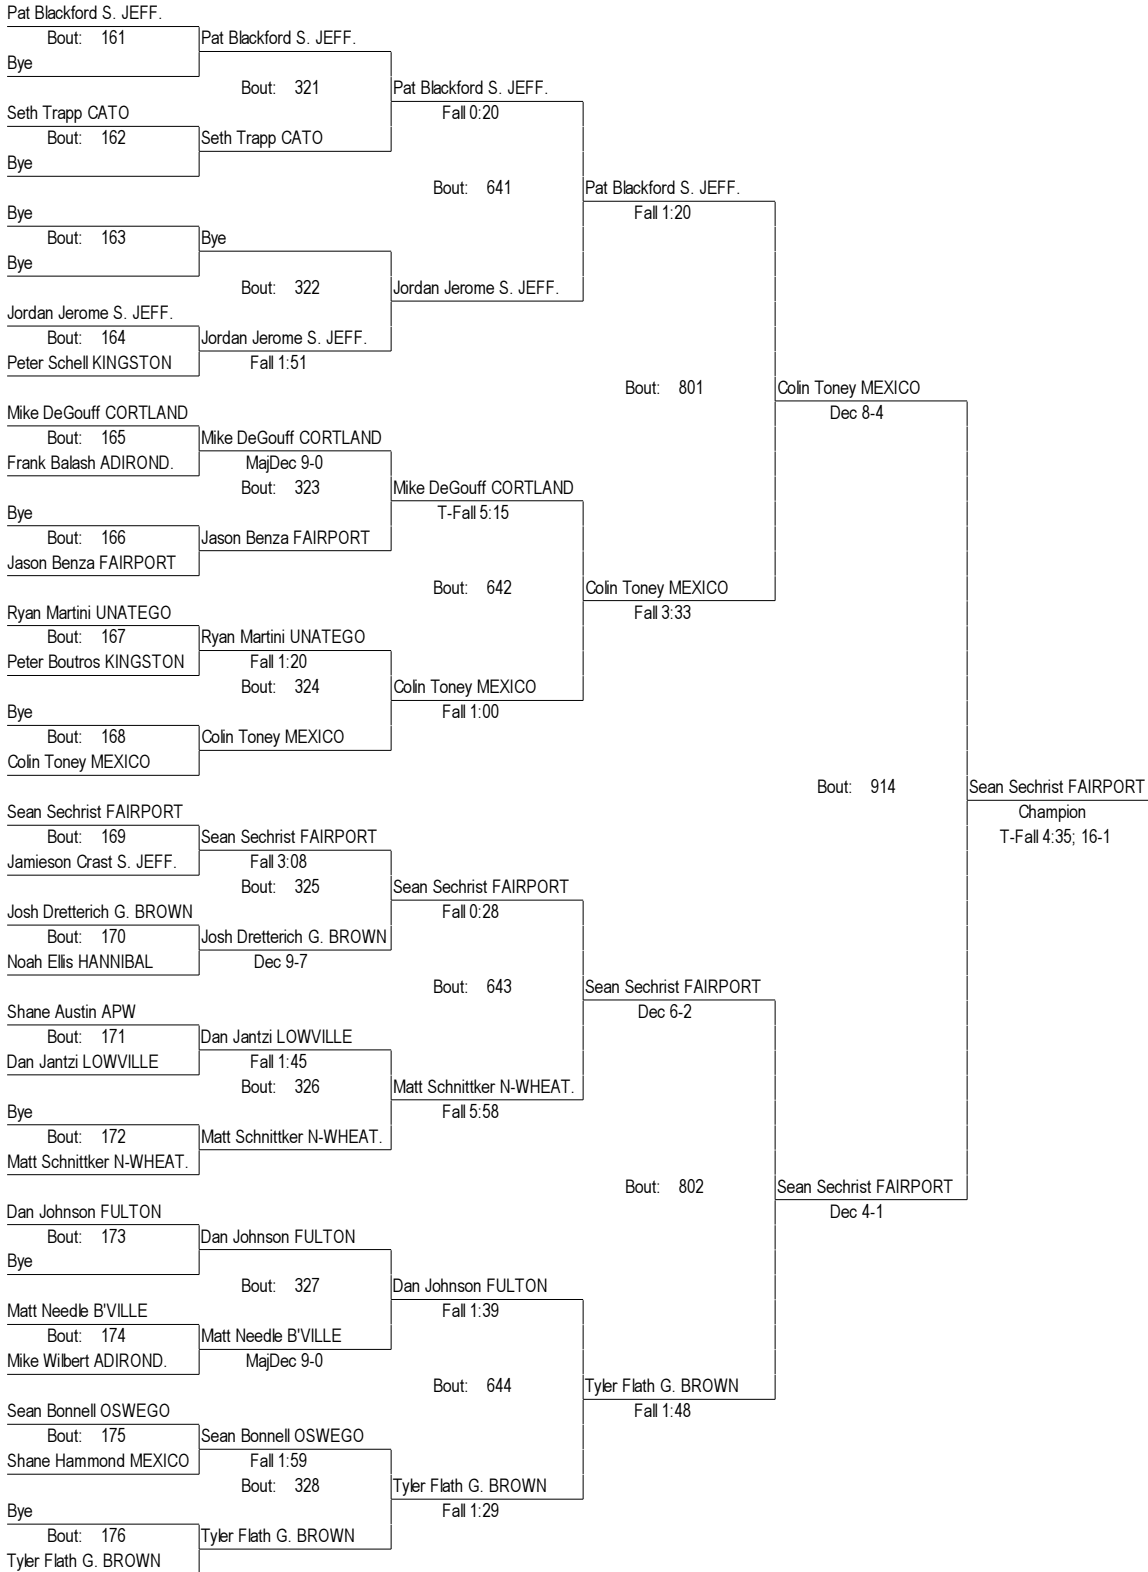 Pat Blackford S. JEFF.
Bout: 161
Pat Blackford S. JEFF.
Bye
Bout: 321
Pat Blackford S. JEFF.
Seth Trapp CATO
Fall 0:20
Bout: 162
Seth Trapp CATO
Bye
Bout: 641
Pat Blackford S. JEFF.
Bye
Fall 1:20
Bout: 163
Bye
Bye
Bout: 322
Jordan Jerome S. JEFF.
Jordan Jerome S. JEFF.
Bout: 164
Jordan Jerome S. JEFF.
Peter Schell KINGSTON
Fall 1:51
Bout: 801
Colin Toney MEXICO
Mike DeGouff CORTLAND
Dec 8-4
Bout: 165
Mike DeGouff CORTLAND
Frank Balash ADIROND.
MajDec 9-0
Bout: 323
Mike DeGouff CORTLAND
Bye
T-Fall 5:15
Bout: 166
Jason Benza FAIRPORT
Jason Benza FAIRPORT
Bout: 642
Colin Toney MEXICO
Ryan Martini UNATEGO
Fall 3:33
Bout: 167
Ryan Martini UNATEGO
Peter Boutros KINGSTON
Fall 1:20
Bout: 324
Colin Toney MEXICO
Bye
Fall 1:00
Bout: 168
Colin Toney MEXICO
Colin Toney MEXICO
Bout: 914
Sean Sechrist FAIRPORT
Sean Sechrist FAIRPORT
Champion
Bout: 169
Sean Sechrist FAIRPORT
T-Fall 4:35; 16-1
Jamieson Crast S. JEFF.
Fall 3:08
Bout: 325
Sean Sechrist FAIRPORT
Josh Dretterich G. BROWN
Fall 0:28
Bout: 170
Josh Dretterich G. BROWN
Noah Ellis HANNIBAL
Dec 9-7
Bout: 643
Sean Sechrist FAIRPORT
Shane Austin APW
Dec 6-2
Bout: 171
Dan Jantzi LOWVILLE
Dan Jantzi LOWVILLE
Fall 1:45
Bout: 326
Matt Schnittker N-WHEAT.
Bye
Fall 5:58
Bout: 172
Matt Schnittker N-WHEAT.
Matt Schnittker N-WHEAT.
Bout: 802
Sean Sechrist FAIRPORT
Dan Johnson FULTON
Dec 4-1
Bout: 173
Dan Johnson FULTON
Bye
Bout: 327
Dan Johnson FULTON
Matt Needle B'VILLE
Fall 1:39
Bout: 174
Matt Needle B'VILLE
Mike Wilbert ADIROND.
MajDec 9-0
Bout: 644
Tyler Flath G. BROWN
Sean Bonnell OSWEGO
Fall 1:48
Bout: 175
Sean Bonnell OSWEGO
Shane Hammond MEXICO
Fall 1:59
Bout: 328
Tyler Flath G. BROWN
Bye
Fall 1:29
Bout: 176
Tyler Flath G. BROWN
Tyler Flath G. BROWN